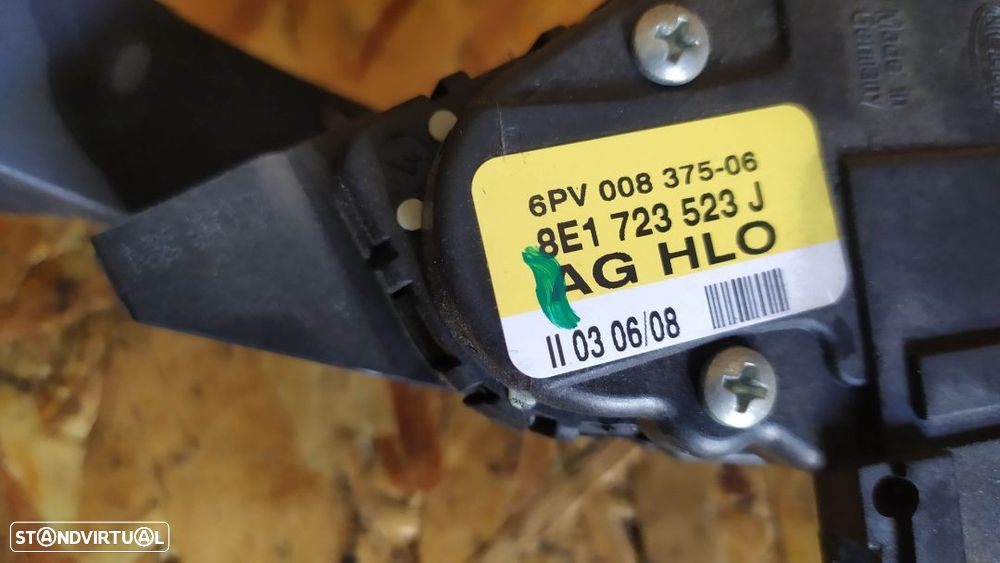 Made in
Germany
6PV 008 375-06
8E1 723 523 J
AG HLO
II 03 06/08
STANDVIRTUAL